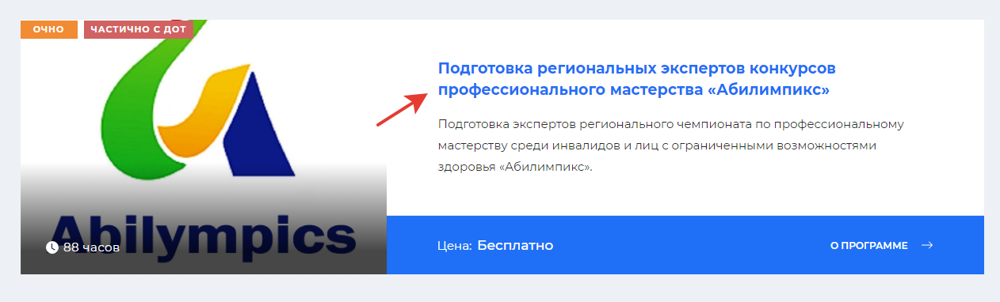 ОЧНО
ЧАСТИЧНО С ДОТ
Подготовка региональных экспертов конкурсов
профессионального мастерства «Абилимпикс»
Подготовка экспертов регионального чемпионата по профессиональному
мастерству среди инвалидов и лиц с ограниченными возможностями
здоровья «Абилимпикс».
Abilympics
88 часов
Цена: Бесплатно
О ПРОГРАММЕ